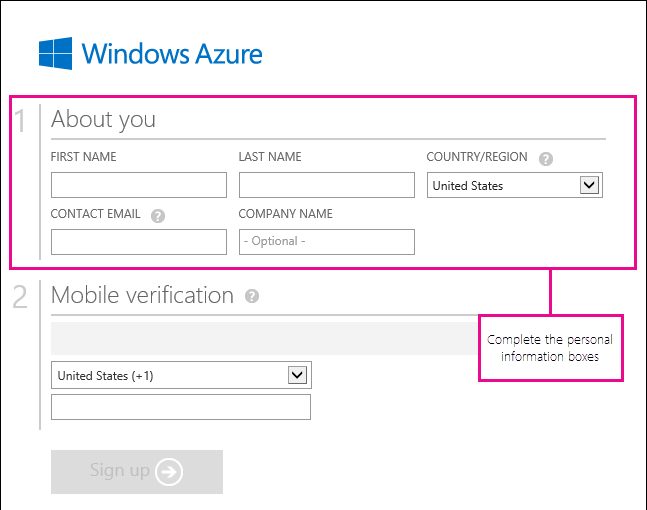 Windows Azure
1
About you
FIRST NAME
LAST NAME
COUNTRY/REGION ?
United States
CONTACT EMAIL ?
COMPANY NAME
- Optional -
2
Mobile verification ?
Complete the personal
information boxes
United States (+1)
Sign up